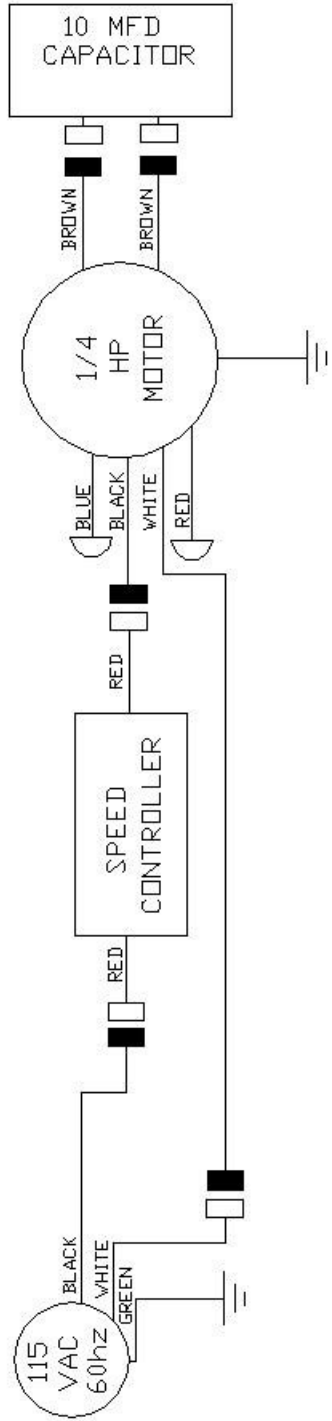 115
VAC
60hz
BLACK
WHITE
GREEN
RED
SPEED
CONTROLLER
RED
BLUE
BLACK
WHITE
RED
1/4
HP
MOTOR
BROWN
BROWN
10 MFD
CAPACITOR